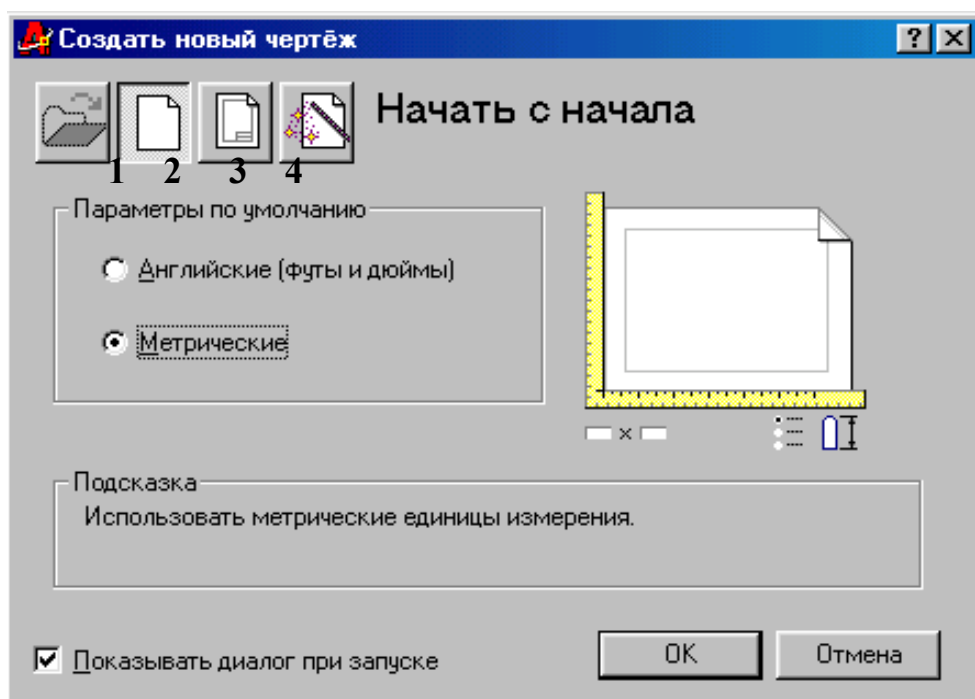 Создать новый чертёж
Начать с начала
1 2 3 4
Параметры по умолчанию
Английские (футы и дюймы)
Метрические
×
Подсказка
Использовать метрические единицы измерения.
Показывать диалог при запуске
OK
Отмена